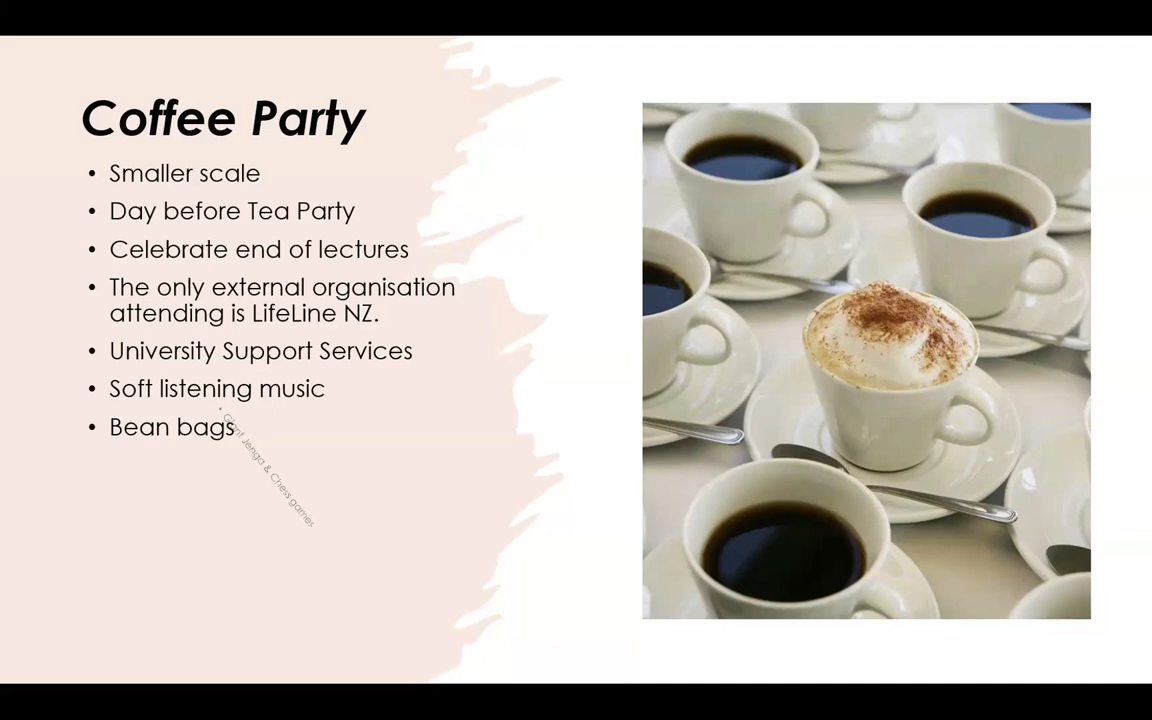 Coffee Party
• Smaller scale
• Day before Tea Party
• Celebrate end of lectures
• The only external organisation
attending is LifeLine NZ.
• University Support Services
• Soft listening music
• Bean bags
• Giant Jenga & Chess games